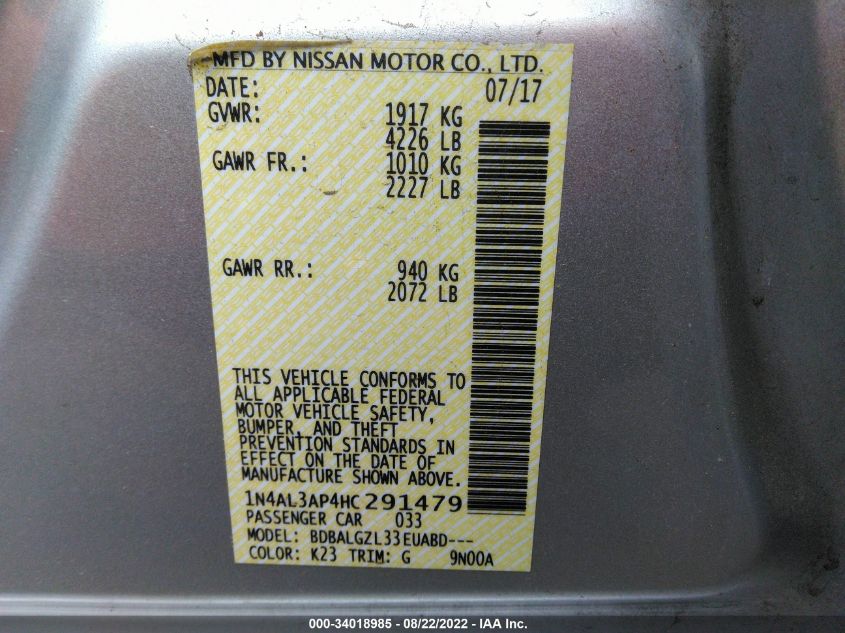 MFD BY NISSAN MOTOR CO., LTD.
DATE: 07/17
GVWR: 1917 KG
4226 LB
GAWR FR.: 1010 KG
2227 LB
GAWR RR.: 940 KG
2072 LB
THIS VEHICLE CONFORMS TO
ALL APPLICABLE FEDERAL
MOTOR VEHICLE SAFETY,
BUMPER, AND THEFT
PREVENTION STANDARDS IN
EFFECT ON THE DATE OF
MANUFACTURE SHOWN ABOVE.
1N4AL3AP4HC291479
PASSENGER CAR 033
MODEL: BDBALGZL33EUABD---
COLOR: K23 TRIM: G 9N00A
000-34018985 - 08/22/2022 - IAA Inc.